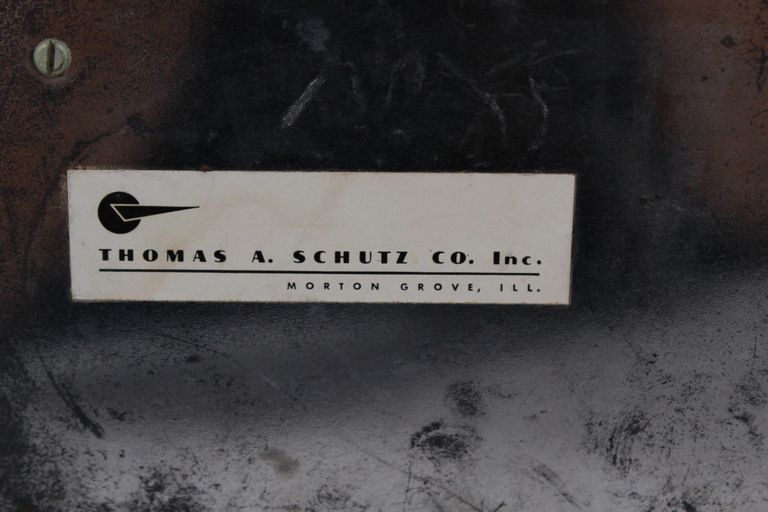 THOMAS A. SCHUTZ CO. Inc.
MORTON GROVE, ILL.